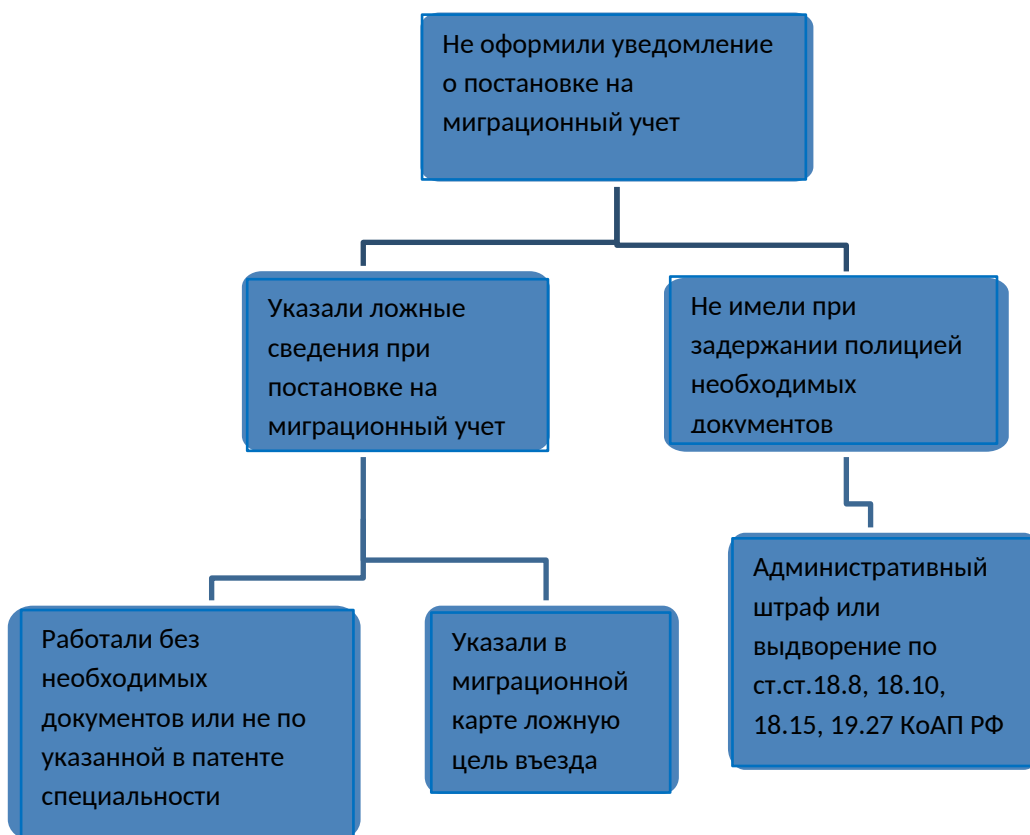 Не оформили уведомление
о постановке на
миграционный учет
Указали ложные
сведения при
постановке на
миграционный учет
Не имели при
задержании полицией
необходимых
документов
Работали без
необходимых
документов или не по
указанной в патенте
специальности
Указали в
миграционной
карте ложную
цель въезда
Административный
штраф или
выдворение по
ст.ст.18.8, 18.10,
18.15, 19.27 КоАП РФ